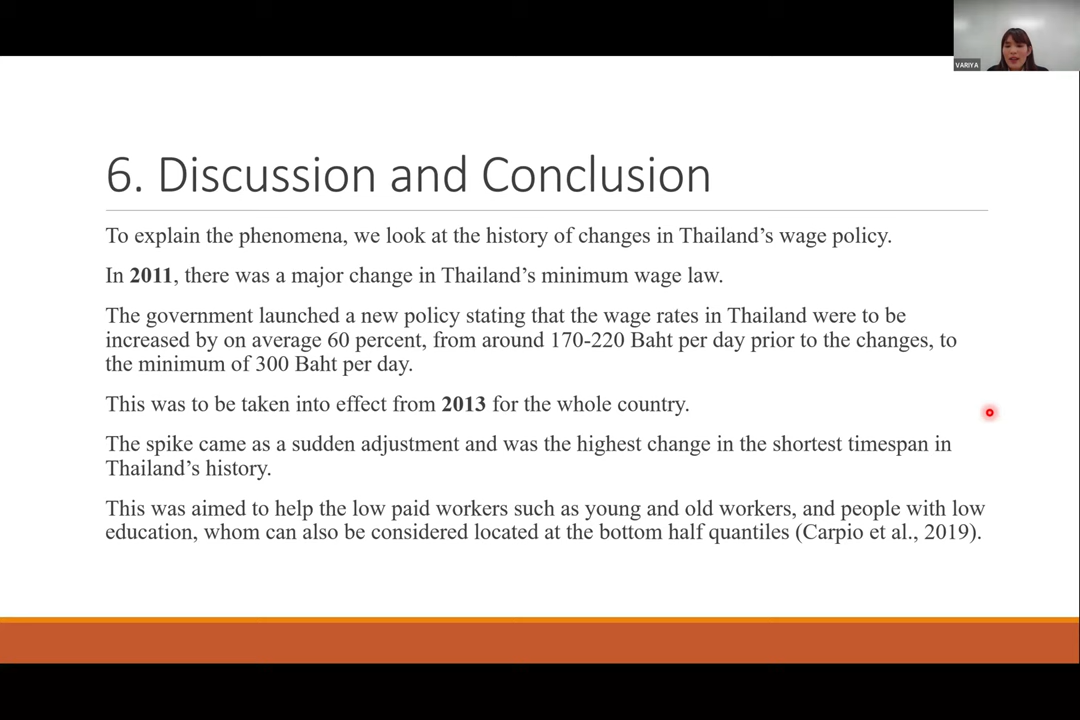 VARIYA
6. Discussion and Conclusion
To explain the phenomena, we look at the history of changes in Thailand’s wage policy.
In 2011, there was a major change in Thailand’s minimum wage law.
The government launched a new policy stating that the wage rates in Thailand were to be
increased by on average 60 percent, from around 170-220 Baht per day prior to the changes, to
the minimum of 300 Baht per day.
This was to be taken into effect from 2013 for the whole country.
The spike came as a sudden adjustment and was the highest change in the shortest timespan in
Thailand’s history.
This was aimed to help the low paid workers such as young and old workers, and people with low
education, whom can also be considered located at the bottom half quantiles (Carpio et al., 2019).